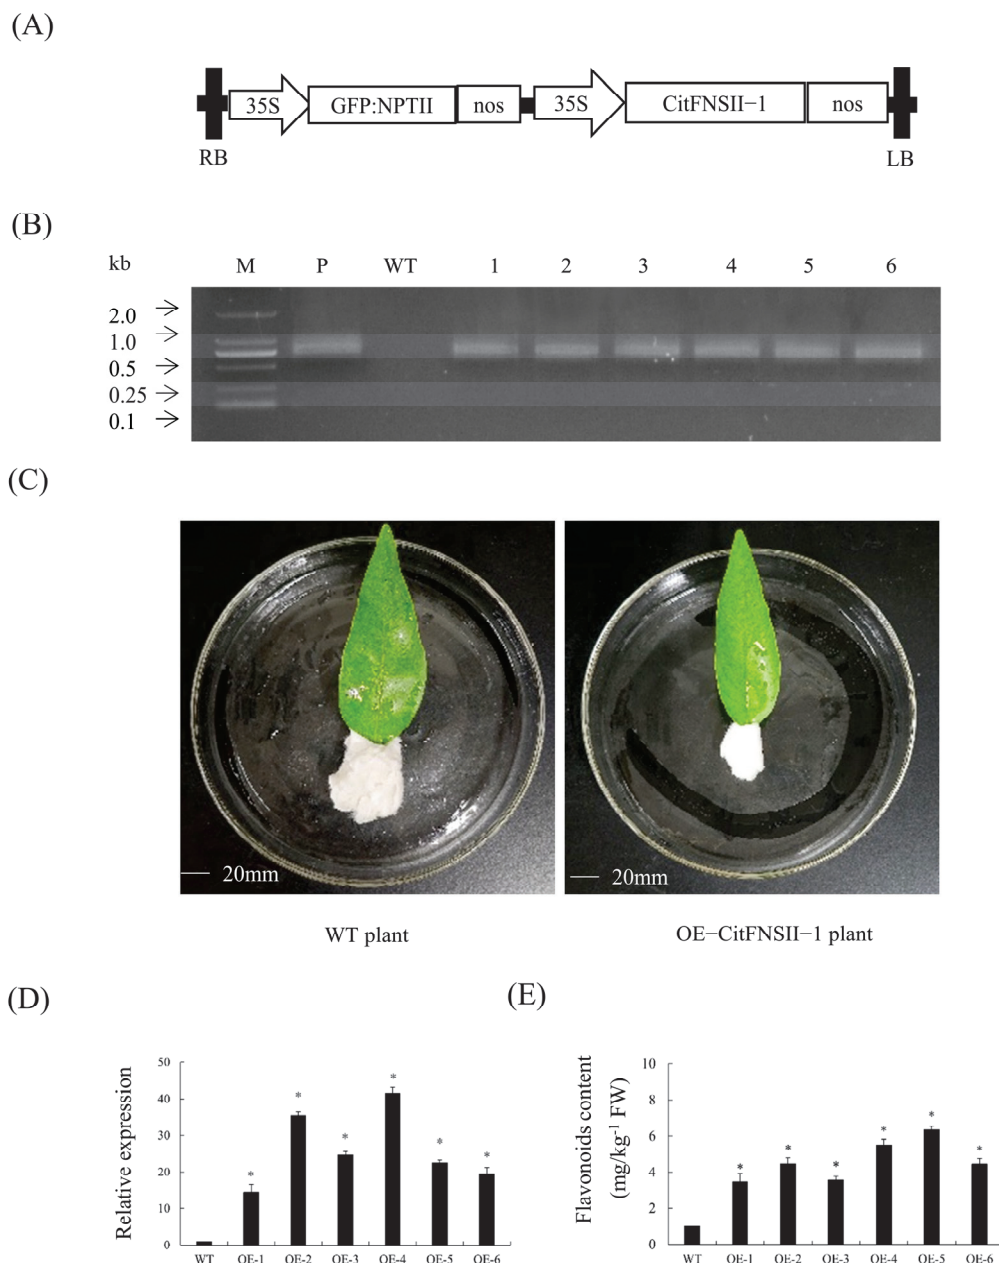 (A)
35S GFP:NPTII nos 35S CitFNSII−1 nos
RB LB
(B)
kb M P WT 1 2 3 4 5 6
2.0
1.0
0.5
0.25
0.1
(C)
20mm 20mm
WT plant OE−CitFNSII−1 plant
(D)
Relative expression
50
40
30
20
10
0
* * * * * *
WT OE-1 OE-2 OE-3 OE-4 OE-5 OE-6
(E)
Flavonoids content
(mg/kg⁻¹ FW)
10
8
6
4
2
0
* * * * * *
WT OE-1 OE-2 OE-3 OE-4 OE-5 OE-6